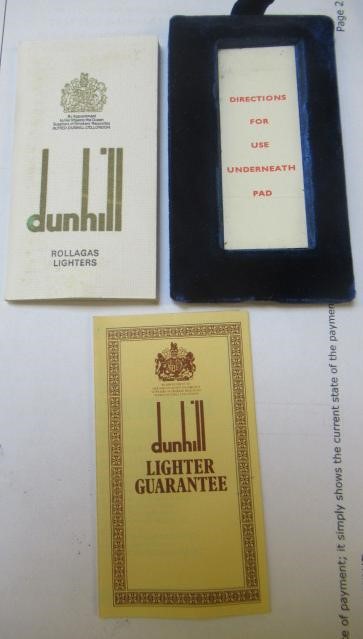 By Appointment
to Her Majesty the Queen
Suppliers of Smokers' Requisites
ALFRED DUNHILL LTD. LONDON
dunhill
ROLLAGAS
LIGHTERS
DIRECTIONS
FOR
USE
UNDERNEATH
PAD
dunhill
LIGHTER
GUARANTEE
Page 2
e of payment; it simply shows the current state of the paymen